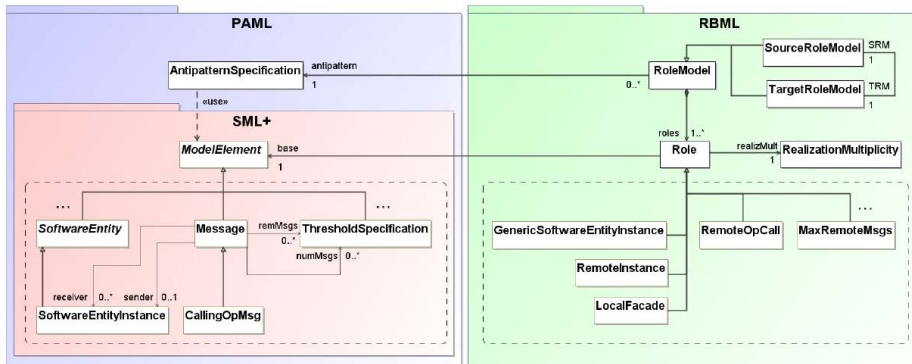 PAML
RBML
AntipatternSpecification
antipattern
1
0..*
RoleModel
SourceRoleModel
SRM
1
TargetRoleModel
TRM
1
«use»
SML+
ModelElement
base
1
roles
1..*
Role
realizMult
1
RealizationMultiplicity
...
...
SoftwareEntity
Message
remMsgs
0..*
ThresholdSpecification
numMsgs
0..*
receiver
0..*
sender
0..1
SoftwareEntityInstance
CallingOpMsg
...
GenericSoftwareEntityInstance
RemoteOpCall
MaxRemoteMsgs
RemoteInstance
LocalFacade